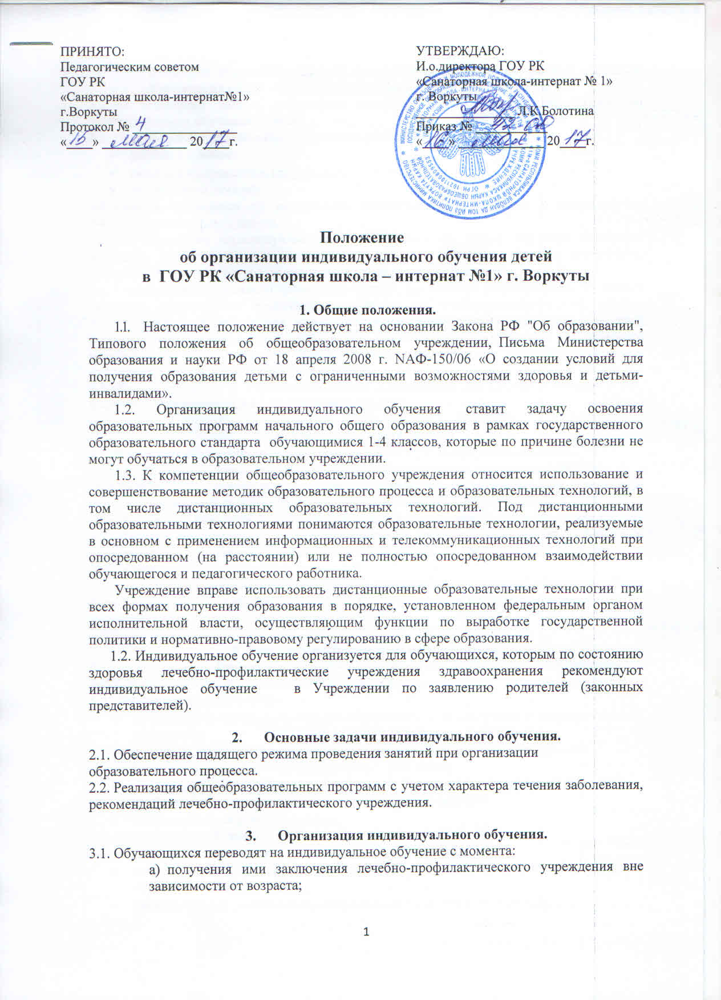 ПРИНЯТО:
Педагогическим советом
ГОУ РК
«Санаторная школа-интернат№1»
г.Воркуты
Протокол № 4
«15» мая 2017г.
УТВЕРЖДАЮ:
И.о.директора ГОУ РК
«Санаторная школа-интернат № 1»
г. Воркуты
Л.К.Болотина
Приказ №
«16» мая 2017г.
ОГРН 1021100809553
Положение
об организации индивидуального обучения детей
в ГОУ РК «Санаторная школа – интернат №1» г. Воркуты
1. Общие положения.
1.1. Настоящее положение действует на основании Закона РФ "Об образовании",
Типового положения об общеобразовательном учреждении, Письма Министерства
образования и науки РФ от 18 апреля 2008 г. NАФ-150/06 «О создании условий для
получения образования детьми с ограниченными возможностями здоровья и детьми-
инвалидами».
1.2. Организация индивидуального обучения ставит задачу освоения
образовательных программ начального общего образования в рамках государственного
образовательного стандарта обучающимися 1-4 классов, которые по причине болезни не
могут обучаться в образовательном учреждении.
1.3. К компетенции общеобразовательного учреждения относится использование и
совершенствование методик образовательного процесса и образовательных технологий, в
том числе дистанционных образовательных технологий. Под дистанционными
образовательными технологиями понимаются образовательные технологии, реализуемые
в основном с применением информационных и телекоммуникационных технологий при
опосредованном (на расстоянии) или не полностью опосредованном взаимодействии
обучающегося и педагогического работника.
Учреждение вправе использовать дистанционные образовательные технологии при
всех формах получения образования в порядке, установленном федеральным органом
исполнительной власти, осуществляющим функции по выработке государственной
политики и нормативно-правовому регулированию в сфере образования.
1.2. Индивидуальное обучение организуется для обучающихся, которым по состоянию
здоровья лечебно-профилактические учреждения здравоохранения рекомендуют
индивидуальное обучение в Учреждении по заявлению родителей (законных
представителей).
2. Основные задачи индивидуального обучения.
2.1. Обеспечение щадящего режима проведения занятий при организации
образовательного процесса.
2.2. Реализация общеобразовательных программ с учетом характера течения заболевания,
рекомендаций лечебно-профилактического учреждения.
3. Организация индивидуального обучения.
3.1. Обучающихся переводят на индивидуальное обучение с момента:
а) получения ими заключения лечебно-профилактического учреждения вне
зависимости от возраста;
1